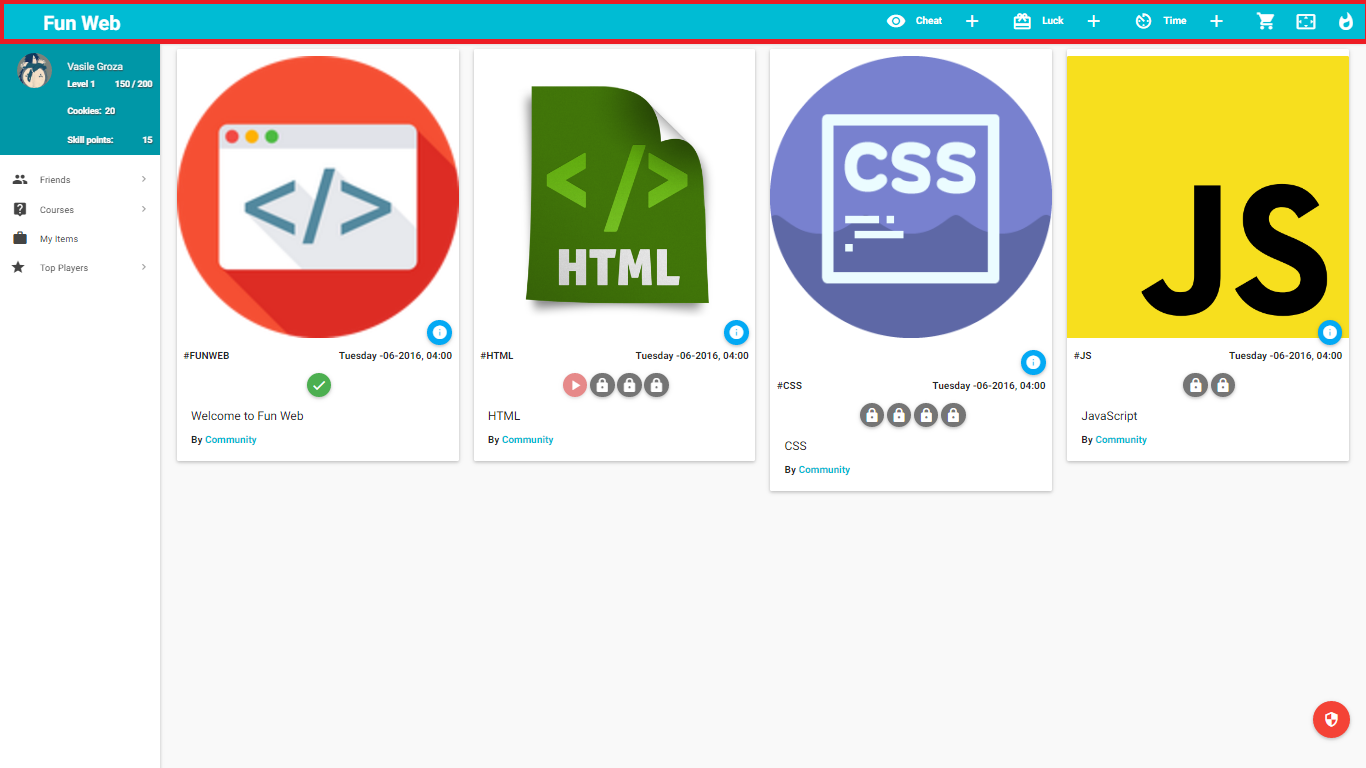 Fun Web
Cheat + Luck + Time +
Vasile Groza
Level 1 150 / 200
Cookies: 20
Skill points: 15
Friends
Courses
My Items
Top Players
</>
#FUNWEB Tuesday -06-2016, 04:00
Welcome to Fun Web
By Community
</>
HTML
#HTML Tuesday -06-2016, 04:00
HTML
By Community
CSS
#CSS Tuesday -06-2016, 04:00
CSS
By Community
JS
#JS Tuesday -06-2016, 04:00
JavaScript
By Community